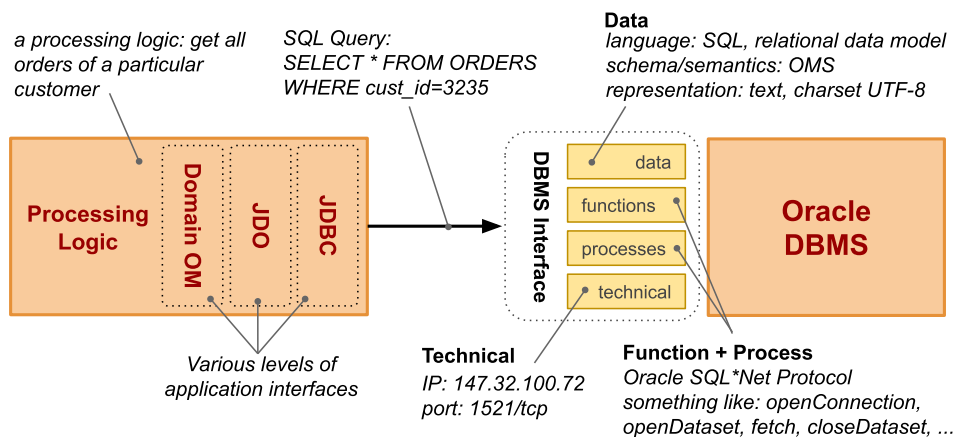 a processing logic: get all
orders of a particular
customer
SQL Query:
SELECT * FROM ORDERS
WHERE cust_id=3235
Data
language: SQL, relational data model
schema/semantics: OMS
representation: text, charset UTF-8
Processing
Logic
Domain OM
JDO
JDBC
DBMS Interface
data
functions
processes
technical
Oracle
DBMS
Various levels of
application interfaces
Technical
IP: 147.32.100.72
port: 1521/tcp
Function + Process
Oracle SQL*Net Protocol
something like: openConnection,
openDataset, fetch, closeDataset, ...